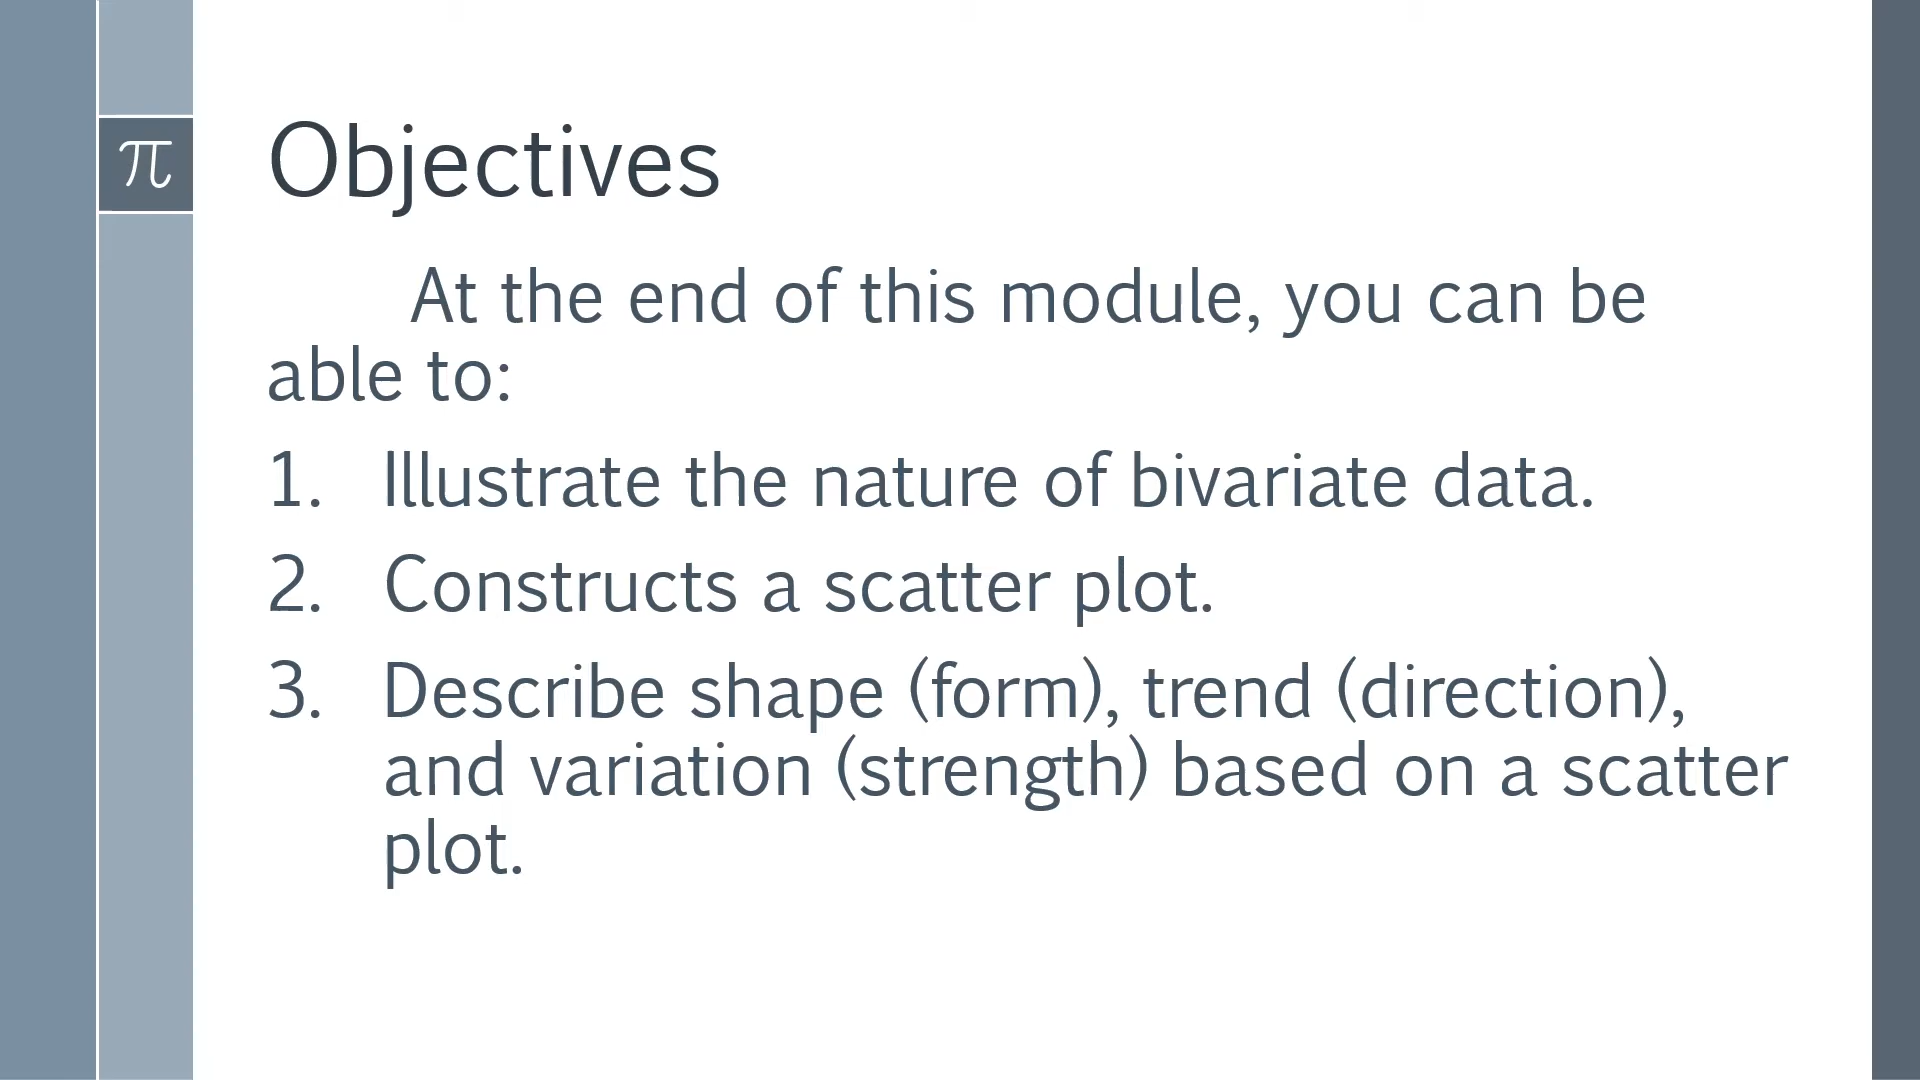 π
Objectives
At the end of this module, you can be
able to:
1. Illustrate the nature of bivariate data.
2. Constructs a scatter plot.
3. Describe shape (form), trend (direction),
and variation (strength) based on a scatter
plot.